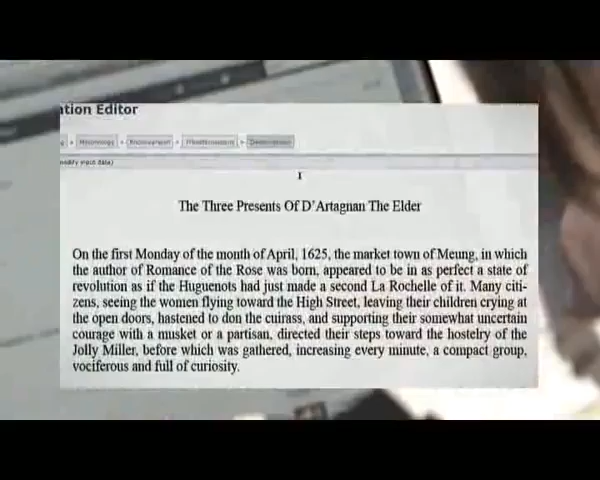 tion Editor
The Three Presents Of D'Artagnan The Elder
On the first Monday of the month of April, 1625, the market town of Meung, in which
the author of Romance of the Rose was born, appeared to be in as perfect a state of
revolution as if the Huguenots had just made a second La Rochelle of it. Many citi-
zens, seeing the women flying toward the High Street, leaving their children crying at
the open doors, hastened to don the cuirass, and supporting their somewhat uncertain
courage with a musket or a partisan, directed their steps toward the hostelry of the
Jolly Miller, before which was gathered, increasing every minute, a compact group,
vociferous and full of curiosity.